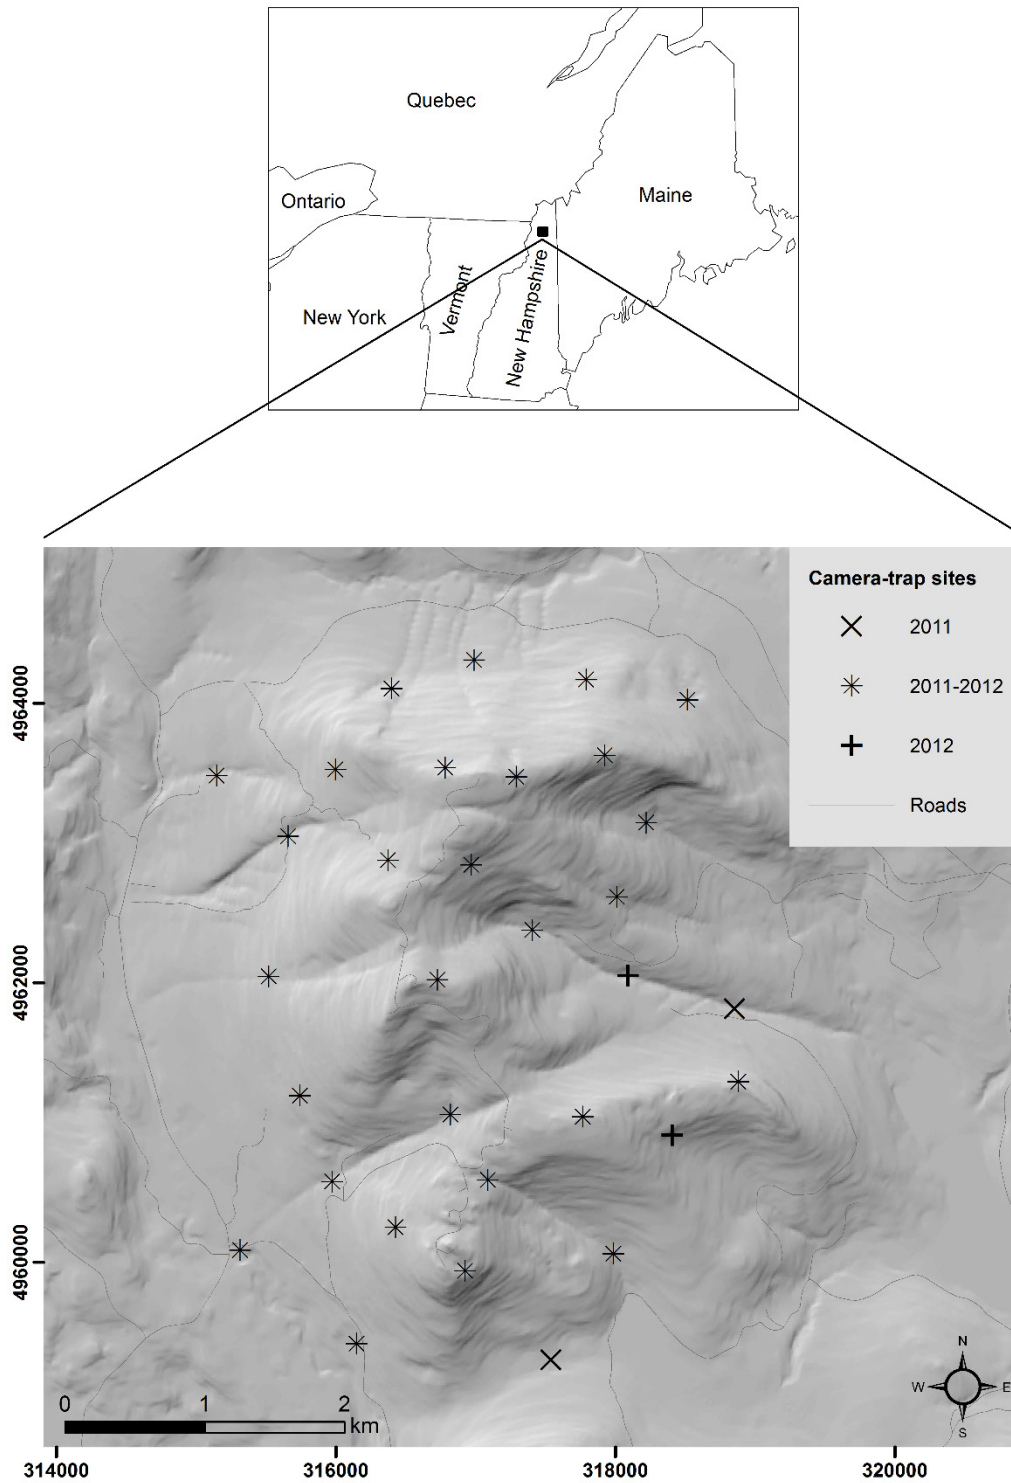 Quebec
Ontario
Maine
New York
Vermont
New Hampshire
Camera-trap sites
2011
2011-2012
2012
Roads
4964000
4962000
4960000
N
W
E
S
0
1
2
km
314000
316000
318000
320000